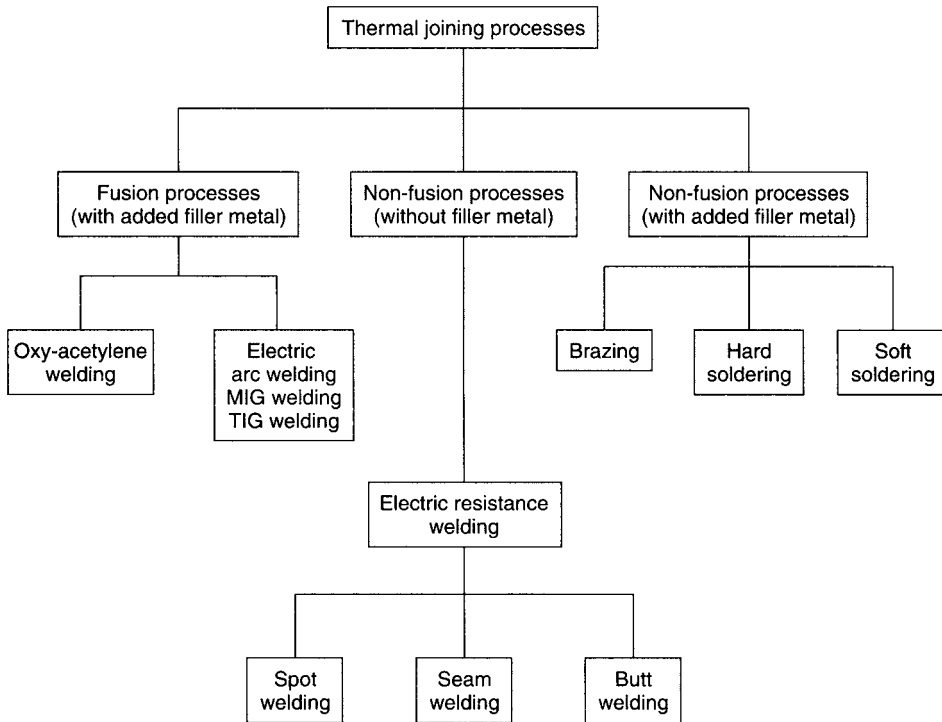 Thermal joining processes
Fusion processes
(with added filler metal)
Non-fusion processes
(without filler metal)
Non-fusion processes
(with added filler metal)
Oxy-acetylene
welding
Electric
arc welding
MIG welding
TIG welding
Brazing
Hard
soldering
Soft
soldering
Electric resistance
welding
Spot
welding
Seam
welding
Butt
welding